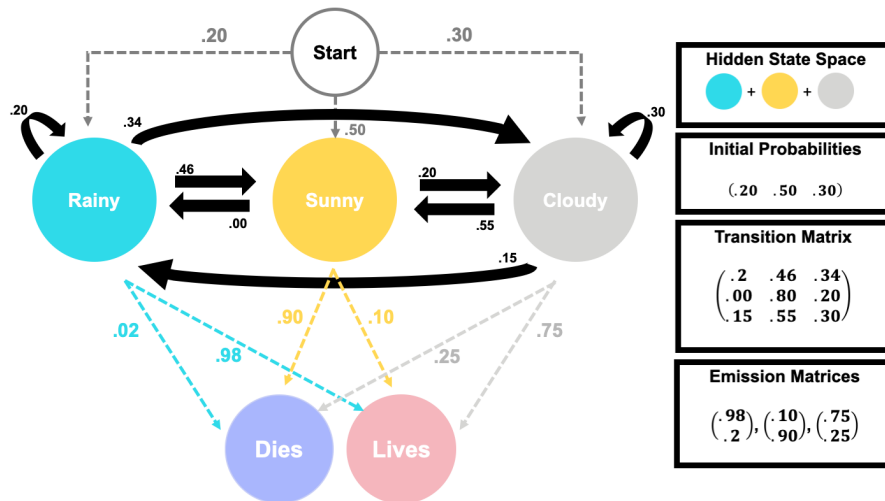 Start
.20
.30
.50
.20
.34
.30
Rainy
.46
.00
Sunny
.20
.55
Cloudy
.15
.02
.98
.90
.10
.25
.75
Dies
Lives
Hidden State Space
+ +
Initial Probabilities
(.20 .50 .30)
Transition Matrix
(.2 .46 .34
.00 .80 .20
.15 .55 .30)
Emission Matrices
(.98 .2), (.10 .90), (.75 .25)